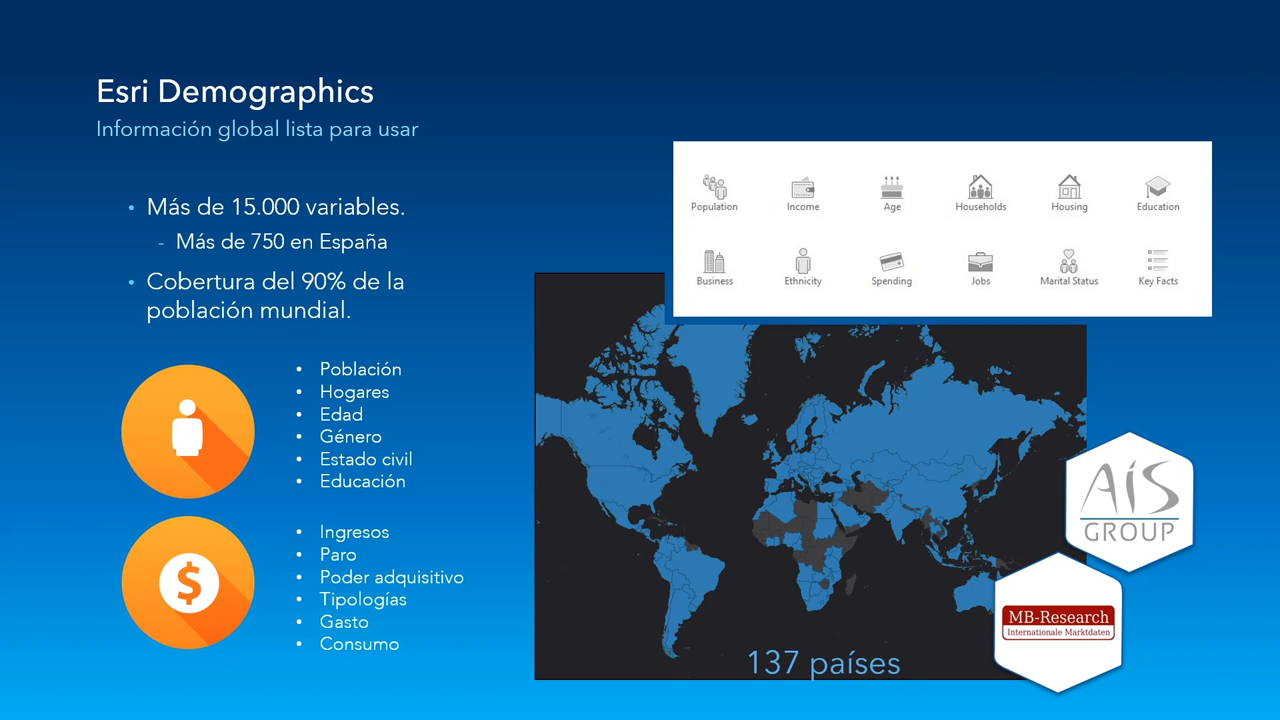 Esri Demographics
Información global lista para usar
• Más de 15.000 variables.
- Más de 750 en España
• Cobertura del 90% de la
población mundial.
• Población
• Hogares
• Edad
• Género
• Estado civil
• Educación
$
• Ingresos
• Paro
• Poder adquisitivo
• Tipologías
• Gasto
• Consumo
Population Income Age Households Housing Education
Business Ethnicity Spending Jobs Marital Status Key Facts
AíS
GROUP
MB-Research
Internationale Marktdaten
137 países